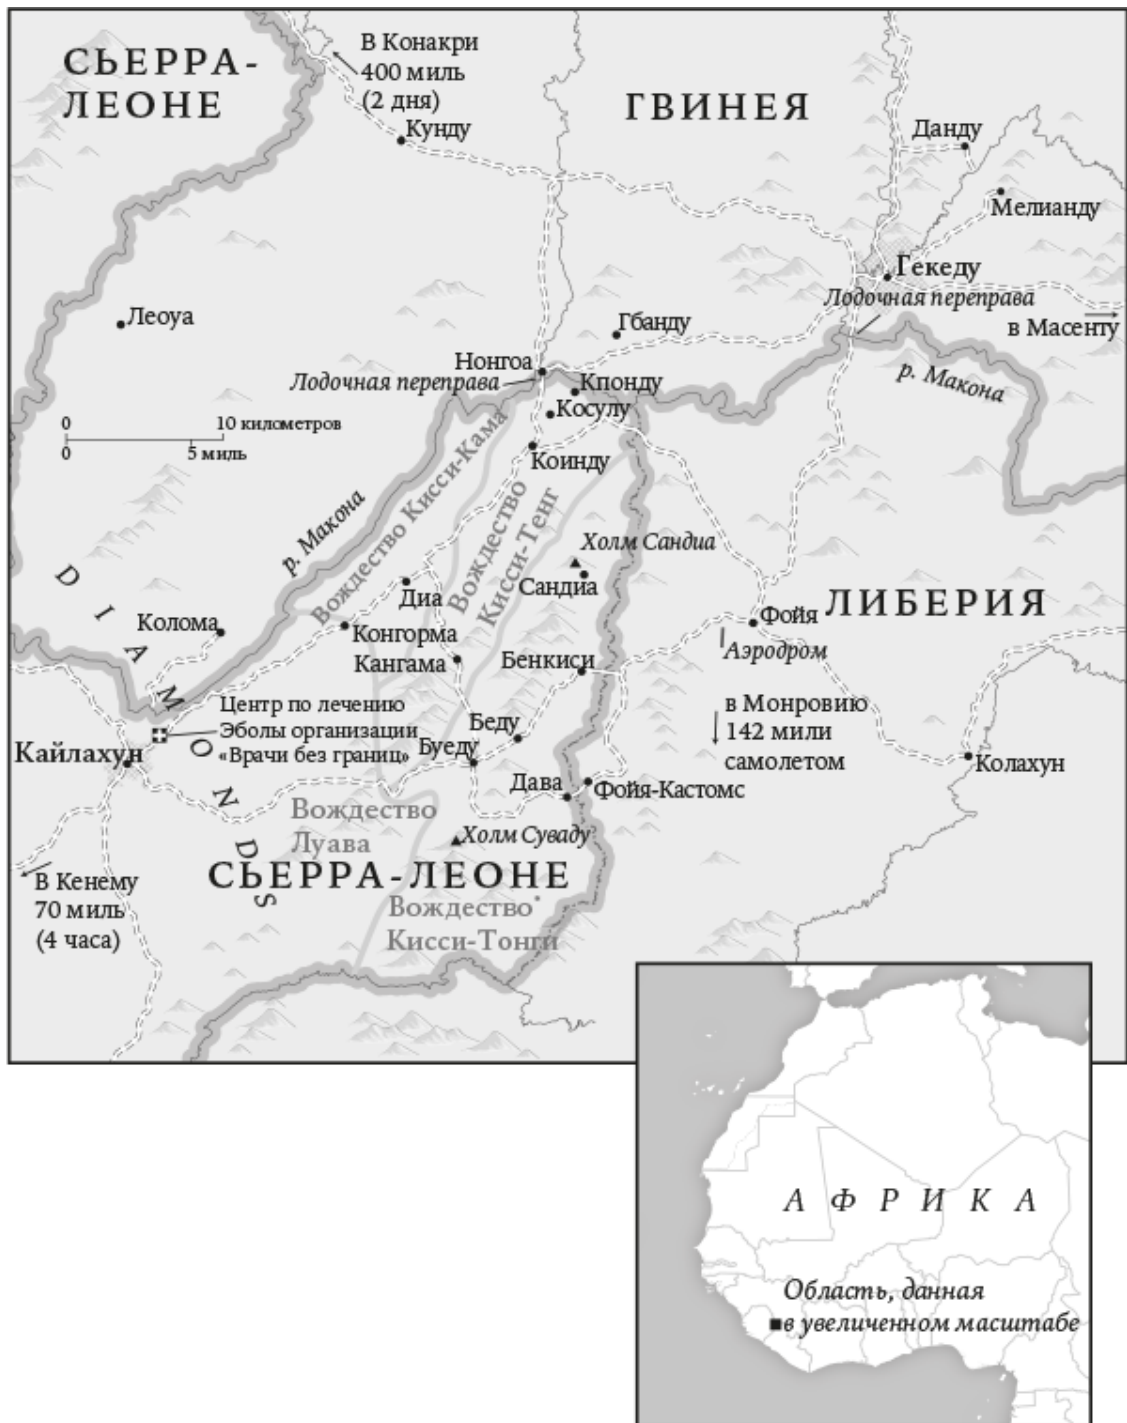 СЬЕРРА-
ЛЕОНЕ
В Конакри
400 миль
(2 дня)
Кунду
ГВИНЕЯ
Данду
Мелианду
Гекеду
Лодочная переправа
в Масенту
Леоуа
Гбанду
Нонгоа
Лодочная переправа
Кпонду
Косулу
р. Макона
0 10 километров
0 5 миль
Коинду
р. Макона
Вождество Кисси-Кама
Вождество
Кисси-Тенг
Холм Сандиа
Сандиа
Диа
ЛИБЕРИЯ
Фойя
Аэродром
Колома
Конгорма
Кангама
Бенкиси
DIAMONDS
Центр по лечению
Эболы организации
«Врачи без границ»
Кайлахун
Беду
Буеду
в Монровию
142 мили
самолетом
Колахун
Дава
Фойя-Кастомс
Вождество
Луава
Холм Суваду
СЬЕРРА-ЛЕОНЕ
В Кенему
70 миль
(4 часа)
Вождество
Кисси-Тонги
АФРИКА
Область, данная
в увеличенном масштабе